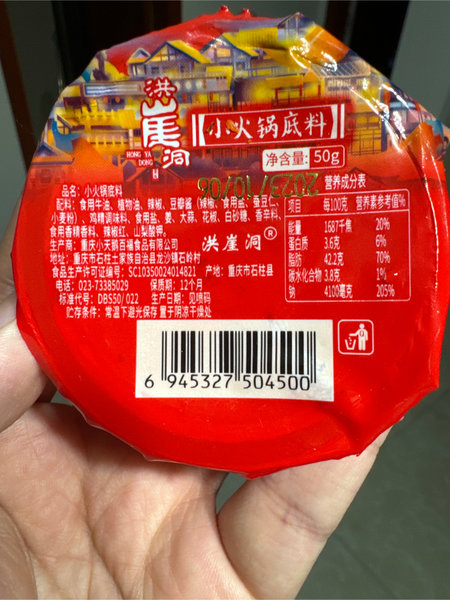 洪崖洞
HONG YA DONG
小火锅底料
净含量: 50g
2023/10/06
品名: 小火锅底料
配料: 食用牛油、植物油、辣椒、豆瓣酱(辣椒、食用盐、蚕豆、
小麦粉)、鸡精调味料、食用盐、姜、大蒜、花椒、白砂糖、香辛料、
食用香精香料、辣椒红、山梨酸钾。
生产商: 重庆小天鹅百福食品有限公司
地址: 重庆市石柱土家族自治县龙沙镇石岭村
生产许可证编号: SC10350024014821 产地: 重庆市石柱县
电话: 023-73385029 保质期: 12个月
标准代号: DBS50/ 022 生产日期: 见喷码
贮存条件: 常温下避光保存 置于阴凉干燥处
洪崖洞®
营养成分表
项目 每100克 营养素参考值%
能量 1687千焦 20%
蛋白质 3.6克 6%
脂肪 42.2克 70%
碳水化合物 3.8克 1%
钠 4100毫克 205%
6 945327 504500